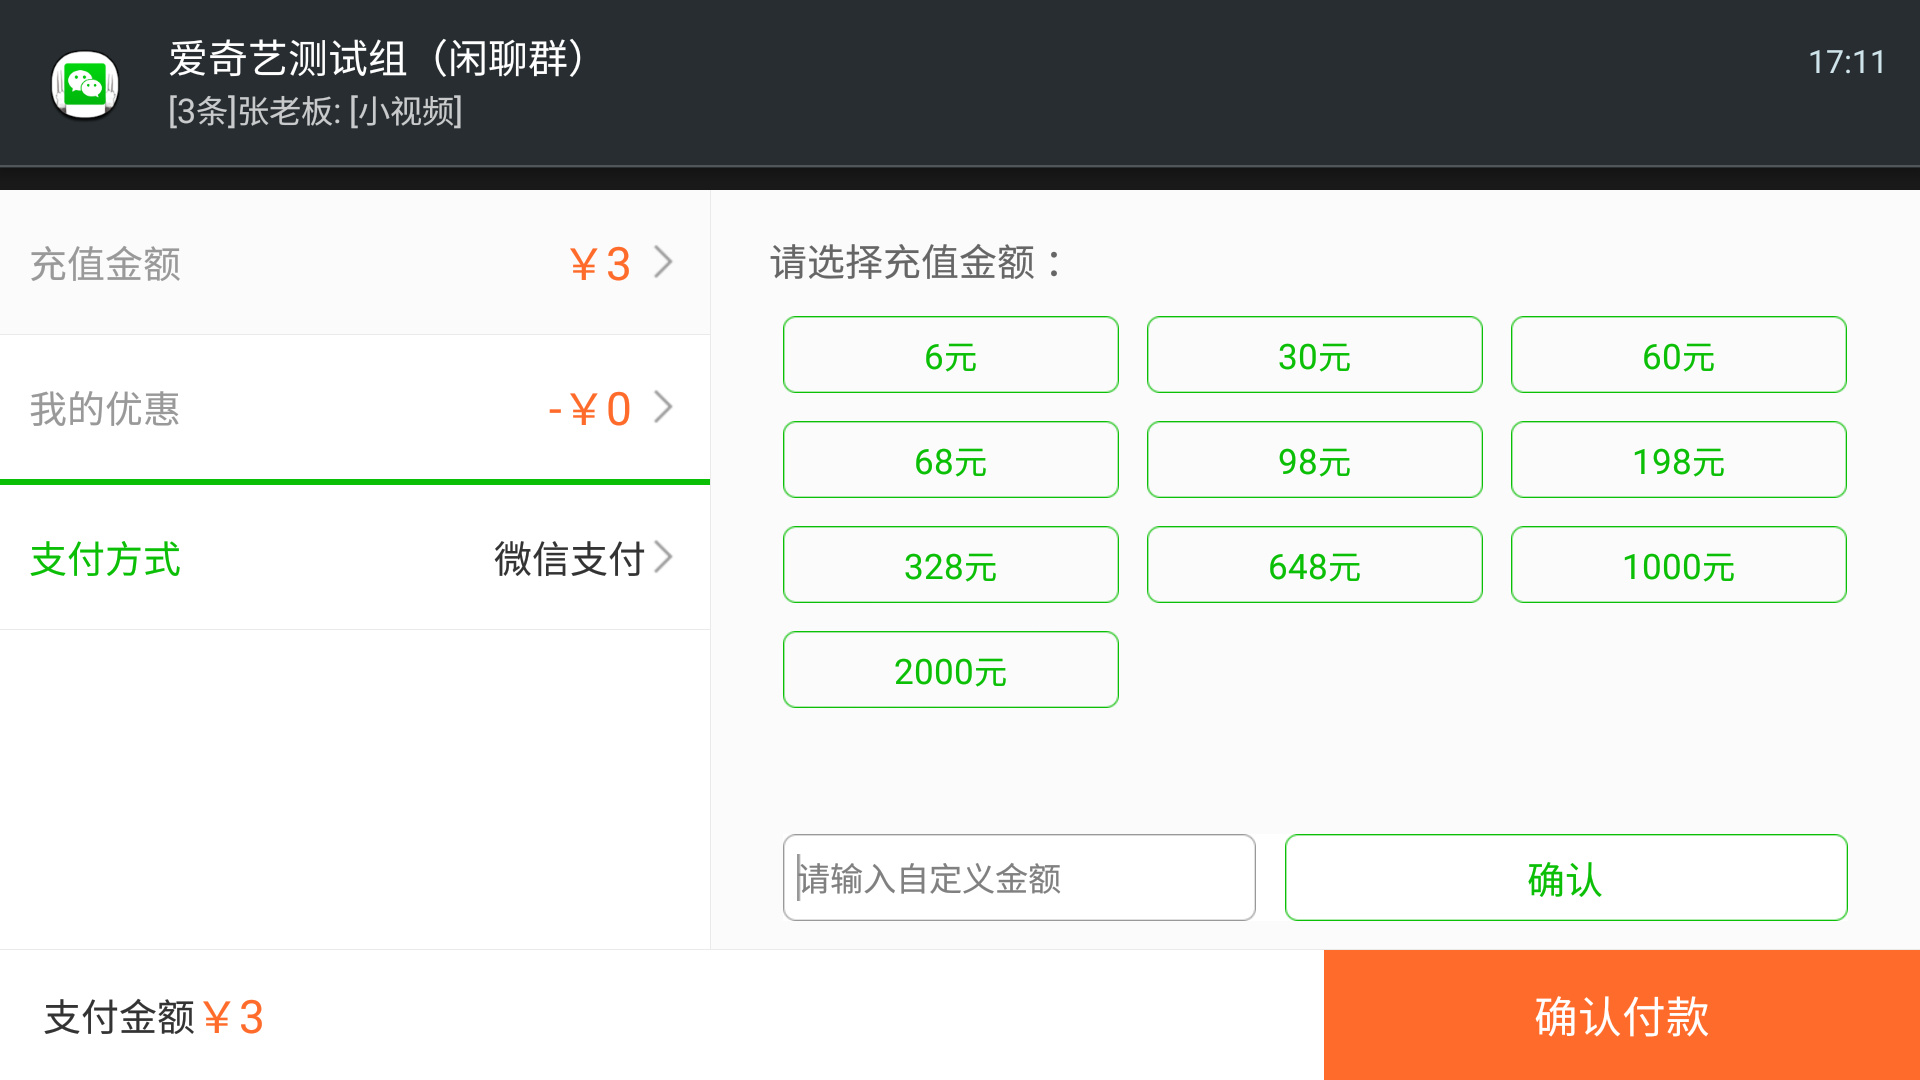 爱奇艺测试组（闲聊群）
17:11
[3条]张老板: [小视频]
充值金额 ￥3
我的优惠 -￥0
支付方式 微信支付
请选择充值金额：
6元 30元 60元
68元 98元 198元
328元 648元 1000元
2000元
请输入自定义金额 确认
支付金额￥3 确认付款